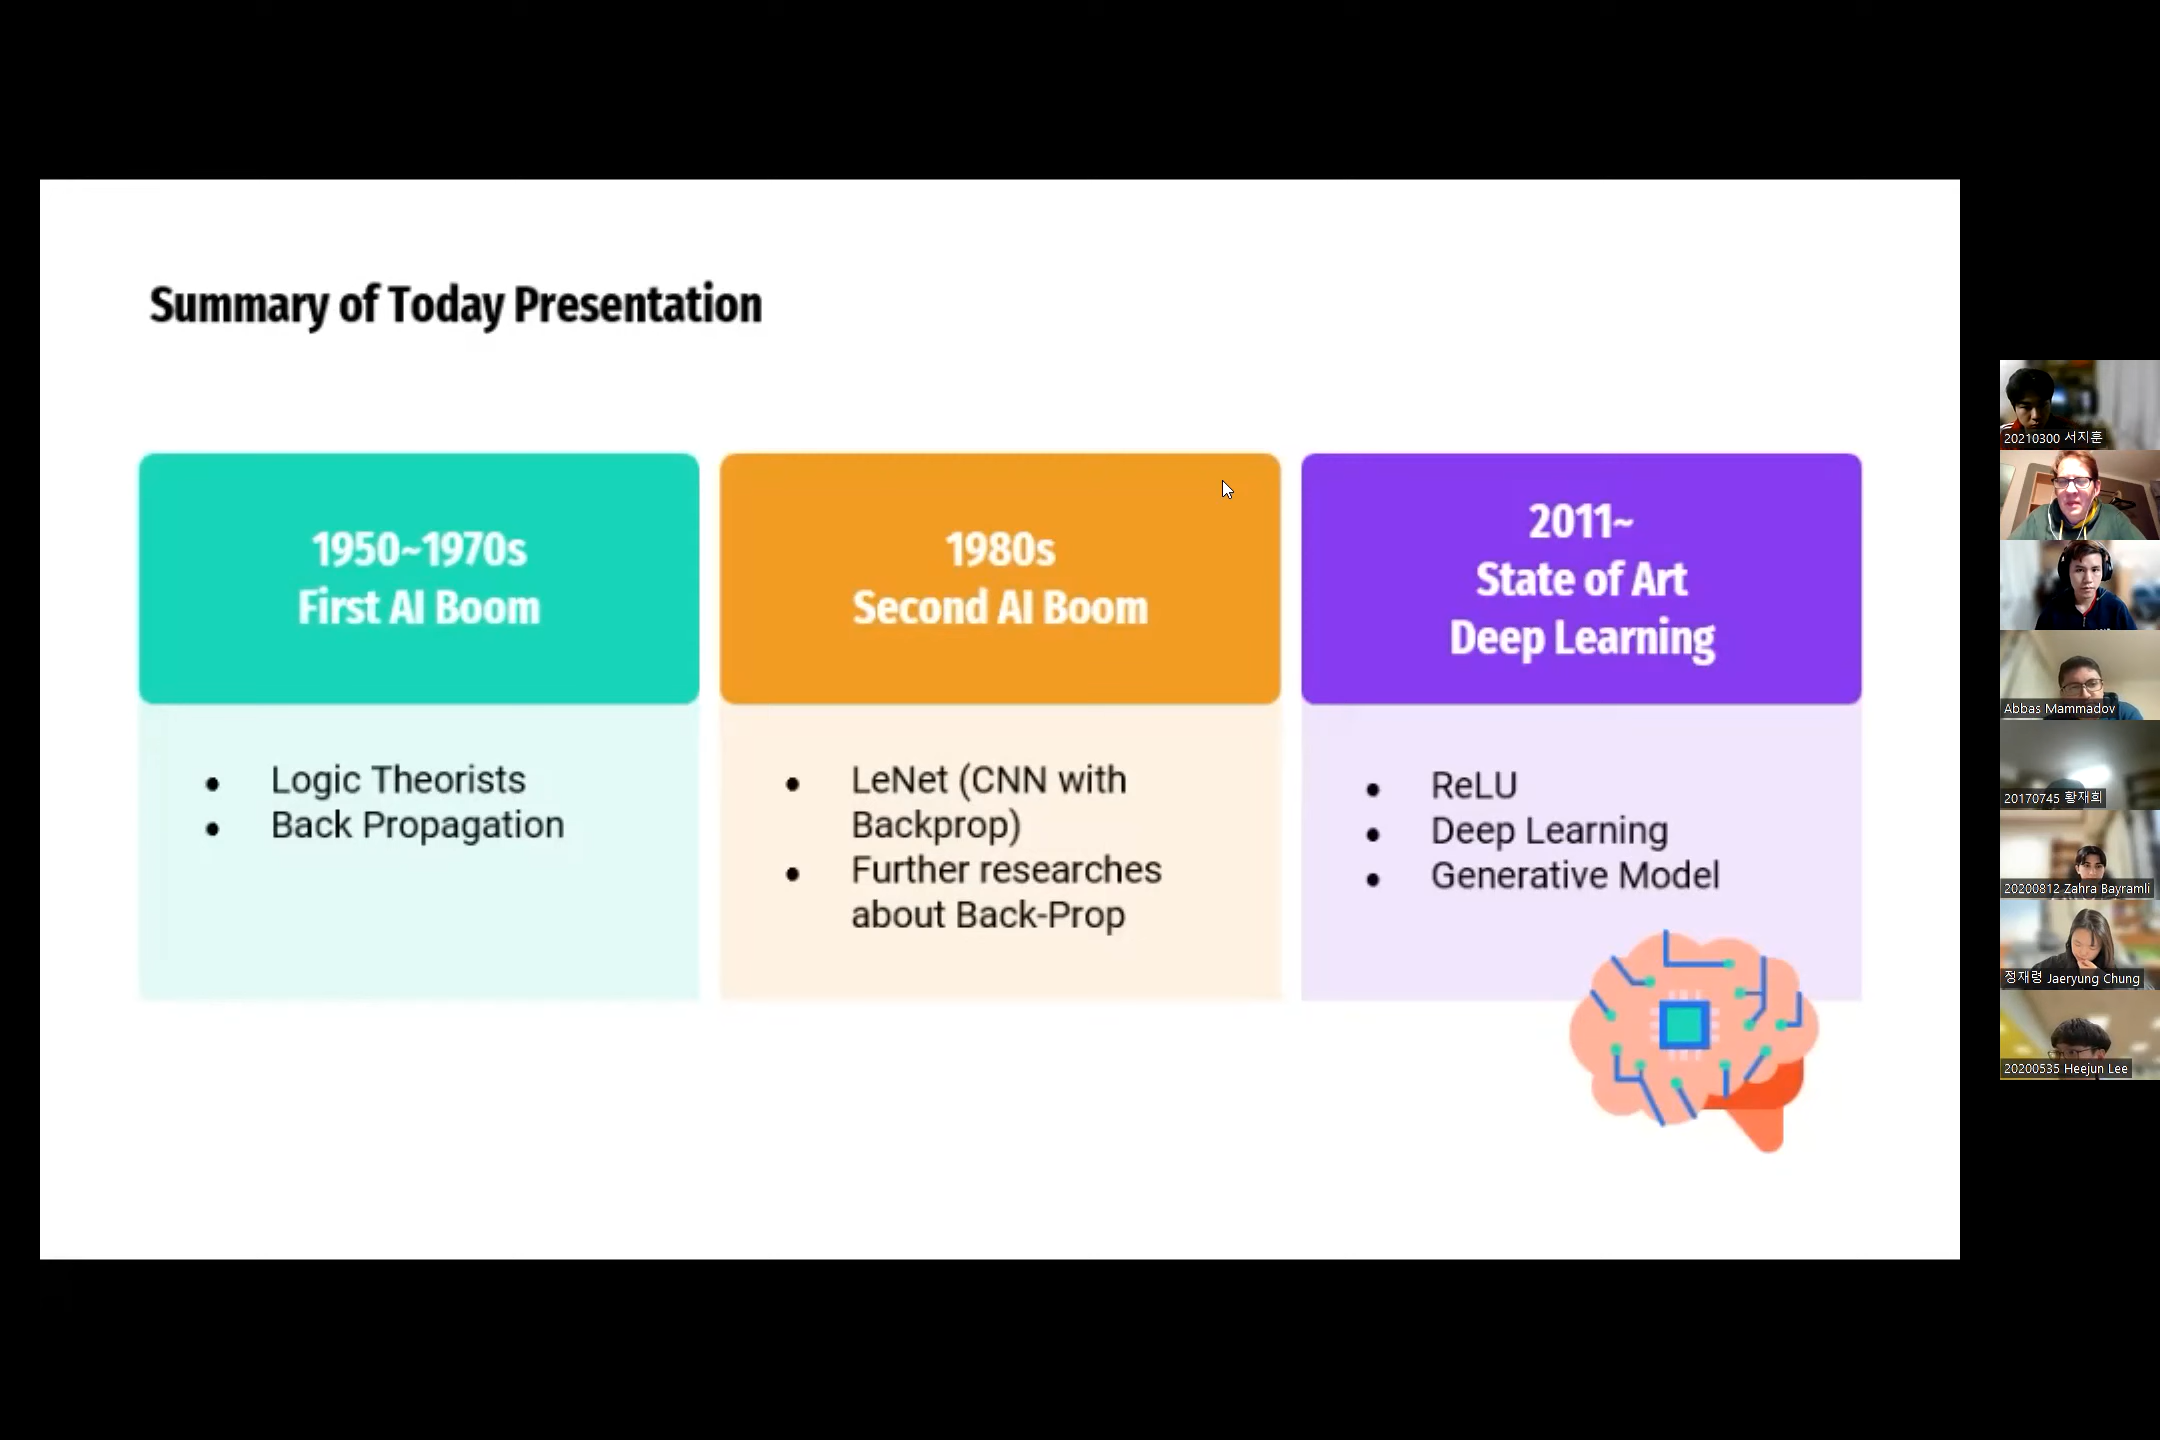 Summary of Today Presentation
1950~1970s
First AI Boom
Logic Theorists
Back Propagation
1980s
Second AI Boom
LeNet (CNN with
Backprop)
Further researches
about Back-Prop
2011~
State of Art
Deep Learning
ReLU
Deep Learning
Generative Model
20210300 서지훈
Abbas Mammadov
20170745 황재희
20200812 Zahra Bayramli
정재령 Jaeryung Chung
20200535 Heejun Lee